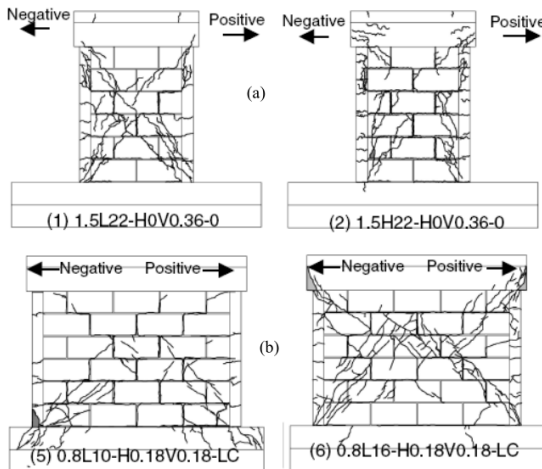 Negative Positive Negative Positive
(a)
(1) 1.5L22-H0V0.36-0 (2) 1.5H22-H0V0.36-0
Negative Positive Negative Positive
(b)
(5) 0.8L10-H0.18V0.18-LC (6) 0.8L16-H0.18V0.18-LC